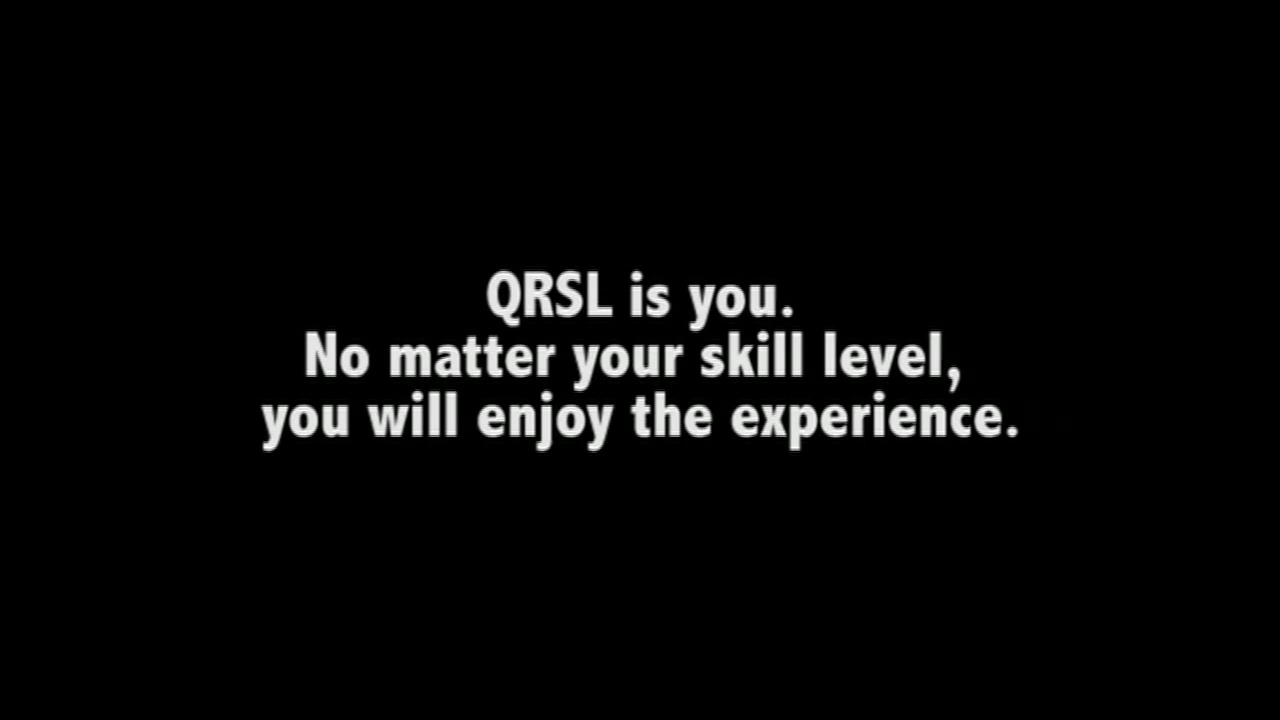 QRSL is you.
No matter your skill level,
you will enjoy the experience.